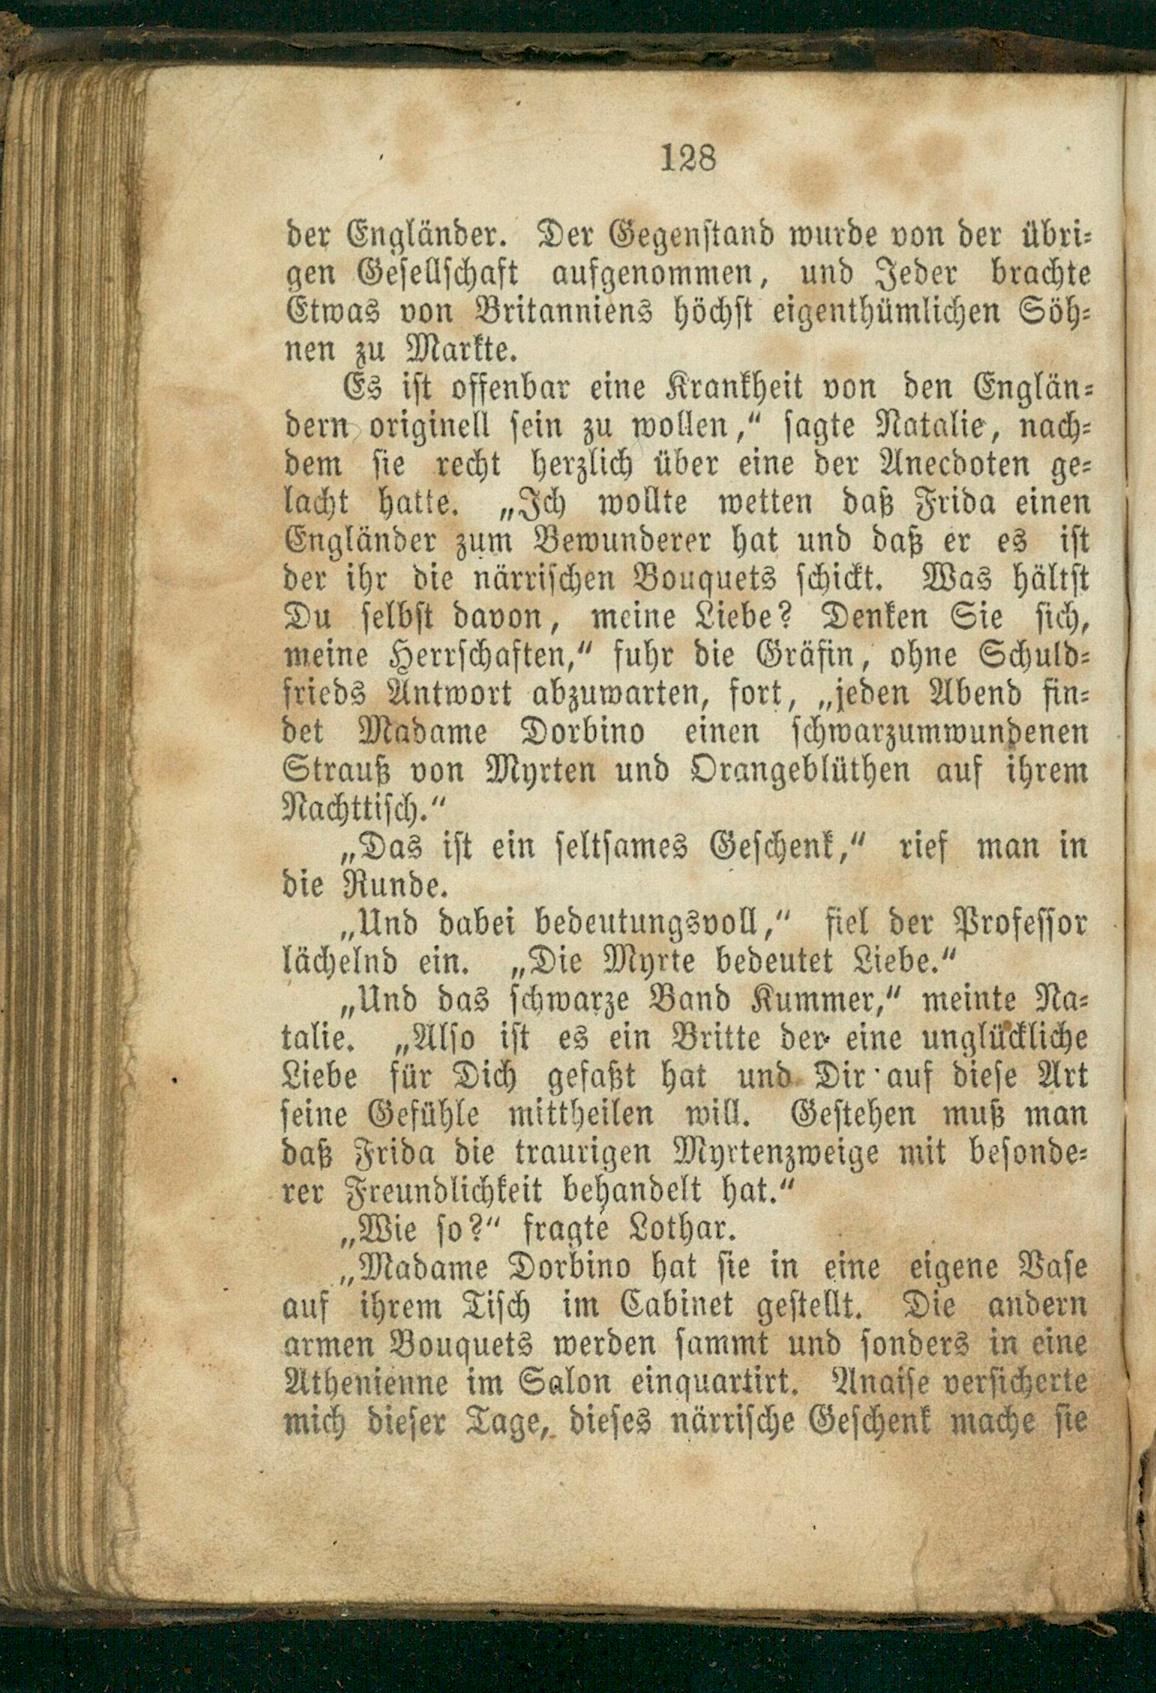 128
der Engländer. Der Gegenstand wurde von der übri-
gen Gesellschaft aufgenommen, und Jeder brachte
Etwas von Britanniens höchst eigenthümlichen Söh-
nen zu Markte.
Es ist offenbar eine Krankheit von den Englän-
dern originell sein zu wollen,“ sagte Natalie, nach-
dem sie recht herzlich über eine der Anecdoten ge-
lacht hatte. „Ich wollte wetten daß Frida einen
Engländer zum Bewunderer hat und daß er es ist
der ihr die närrischen Bouquets schickt. Was hältst
Du selbst davon, meine Liebe? Denken Sie sich,
meine Herrschaften,“ fuhr die Gräfin, ohne Schuld-
frieds Antwort abzuwarten, fort, „jeden Abend fin-
det Madame Dorbino einen schwarzumwundenen
Strauß von Myrten und Orangeblüthen auf ihrem
Nachttisch.“
„Das ist ein seltsames Geschenk,“ rief man in
die Runde.
„Und dabei bedeutungsvoll,“ fiel der Professor
lächelnd ein. „Die Myrte bedeutet Liebe.“
„Und das schwarze Band Kummer,“ meinte Na-
talie. „Also ist es ein Britte der eine unglückliche
Liebe für Dich gefaßt hat und Dir auf diese Art
seine Gefühle mittheilen will. Gestehen muß man
daß Frida die traurigen Myrtenzweige mit besonde-
rer Freundlichkeit behandelt hat.“
„Wie so?“ fragte Lothar.
„Madame Dorbino hat sie in eine eigene Vase
auf ihrem Tisch im Cabinet gestellt. Die andern
armen Bouquets werden sammt und sonders in eine
Athenienne im Salon einquartirt. Anaise versicherte
mich dieser Tage, dieses närrische Geschenk mache sie